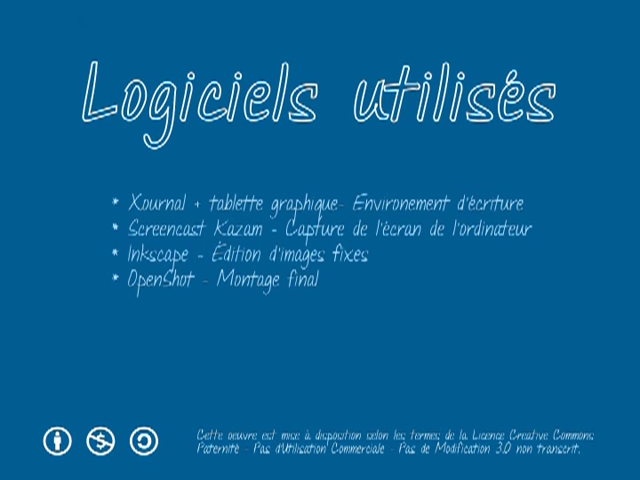 Logiciels utilisés
* Xournal + tablette graphique- Environement d'écriture
* Screencast Kazam - Capture de l'écran de l'ordinateur
* Inkscape - Édition d'images fixes
* OpenShot - Montage final
Cette oeuvre est mise à disposition selon les termes de la Licence Creative Commons
Paternité - Pas d'Utilisation Commerciale - Pas de Modification 3.0 non transcrit.